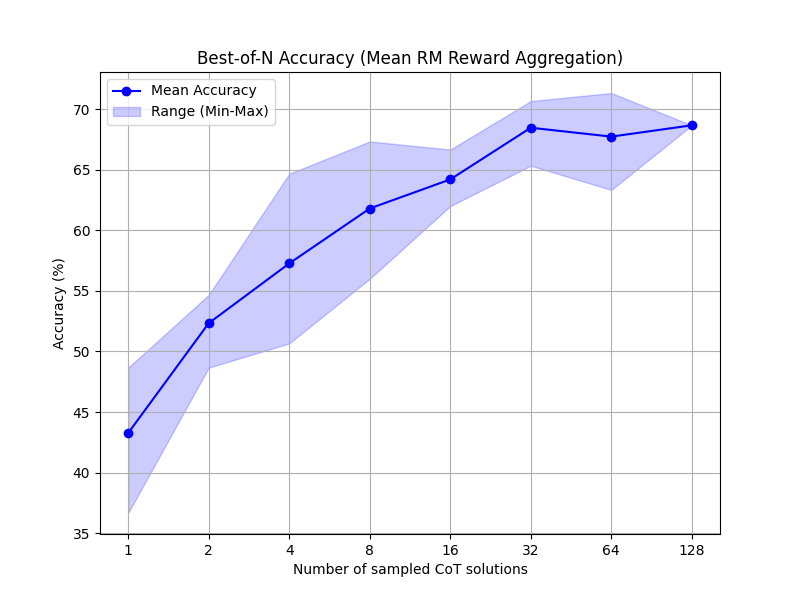 Best-of-N Accuracy (Mean RM Reward Aggregation)
Mean Accuracy
Range (Min-Max)
Accuracy (%)
70
65
60
55
50
45
40
35
1 2 4 8 16 32 64 128
Number of sampled CoT solutions